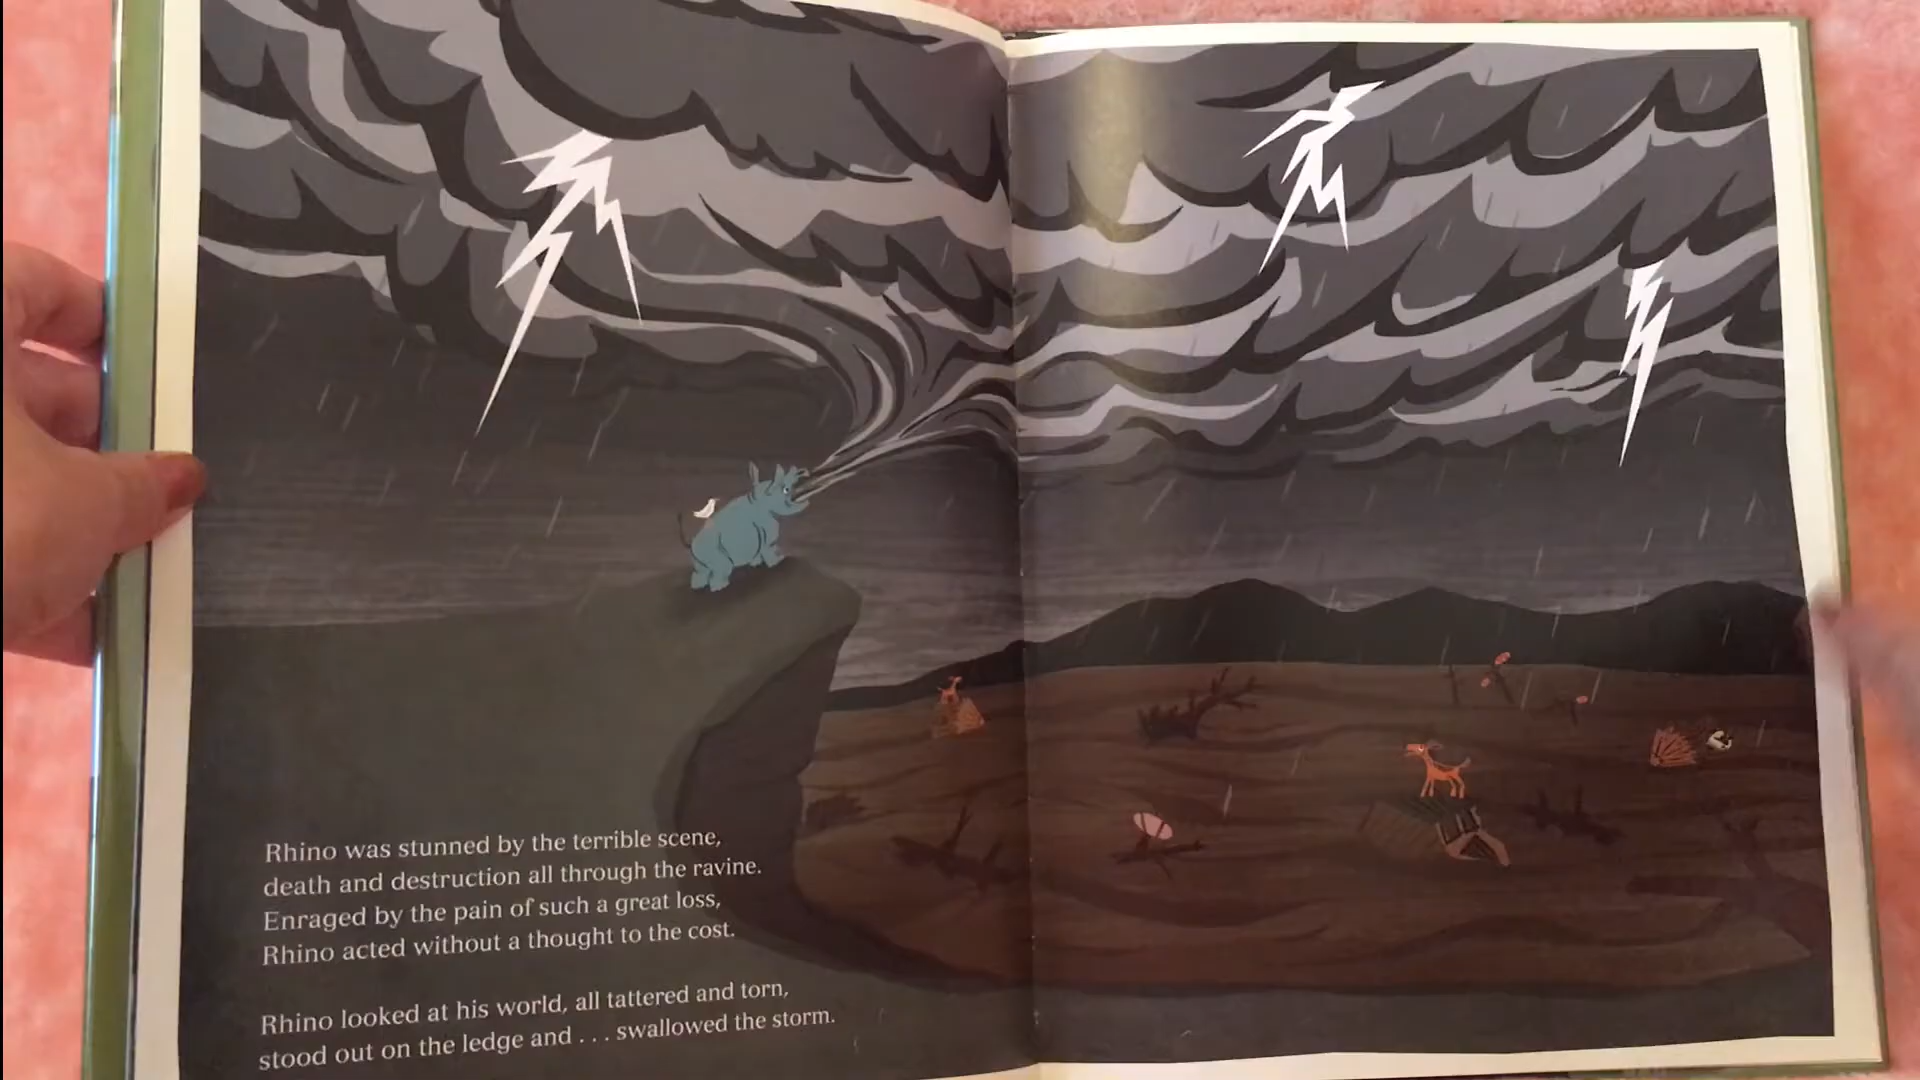 Rhino was stunned by the terrible scene,
death and destruction all through the ravine.
Enraged by the pain of such a great loss,
Rhino acted without a thought to the cost.
Rhino looked at his world, all tattered and torn,
stood out on the ledge and . . . swallowed the storm.